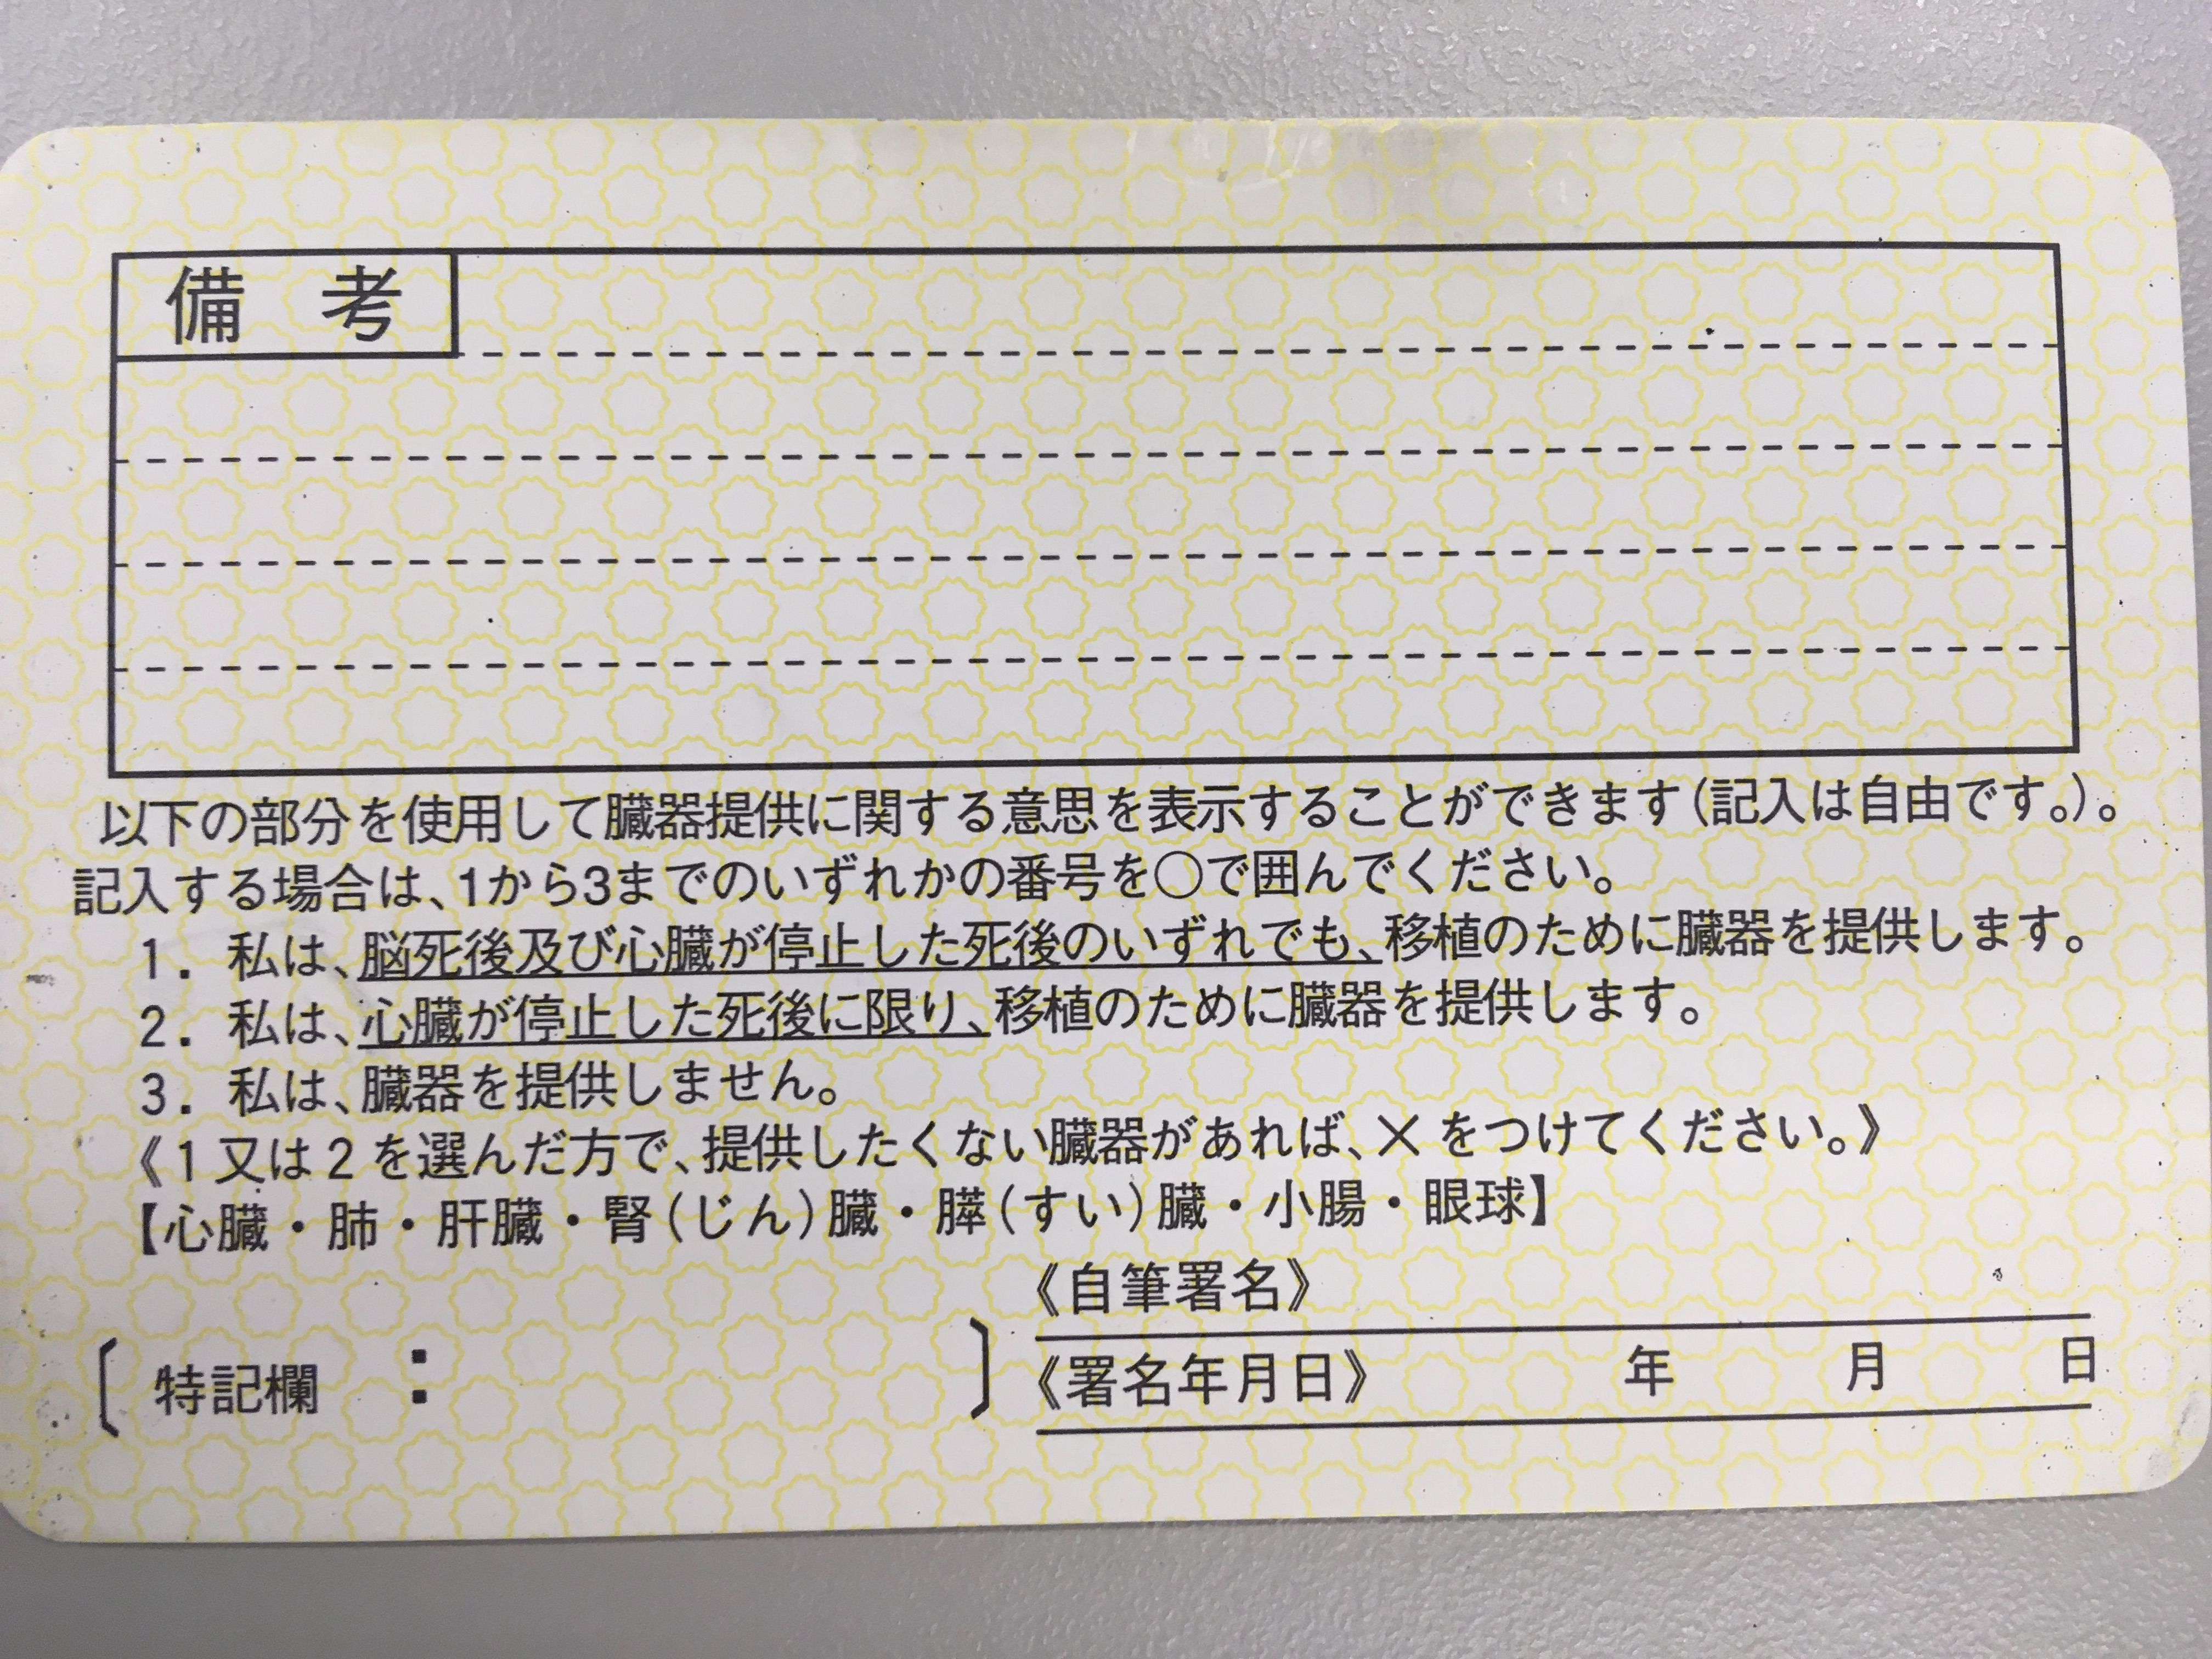 備考
以下の部分を使用して臓器提供に関する意思を表示することができます(記入は自由です。)。
記入する場合は、1から3までのいずれかの番号を〇で囲んでください。
1. 私は、脳死後及び心臓が停止した死後のいずれでも、移植のために臓器を提供します。
2. 私は、心臓が停止した死後に限り、移植のために臓器を提供します。
3. 私は、臓器を提供しません。
《1又は2を選んだ方で、提供したくない臓器があれば、×をつけてください。》
【心臓・肺・肝臓・腎(じん)臓・膵(すい)臓・小腸・眼球】
《自筆署名》
〔特記欄:〕
《署名年月日》 年 月 日